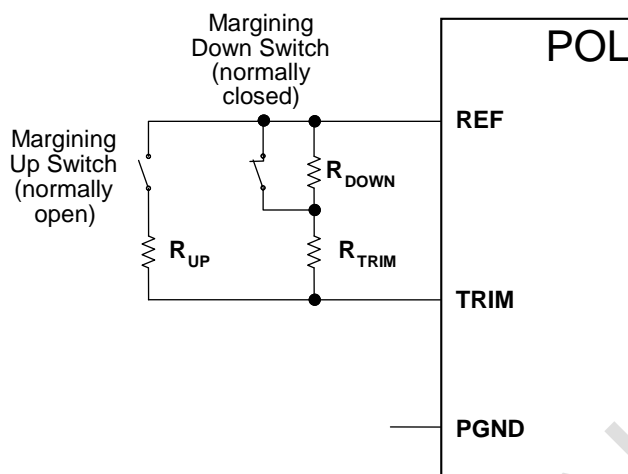 Margining
Down Switch
(normally
closed)
POL
REF
Margining
Up Switch
(normally
open)
RDOWN
RUP
RTRIM
TRIM
PGND